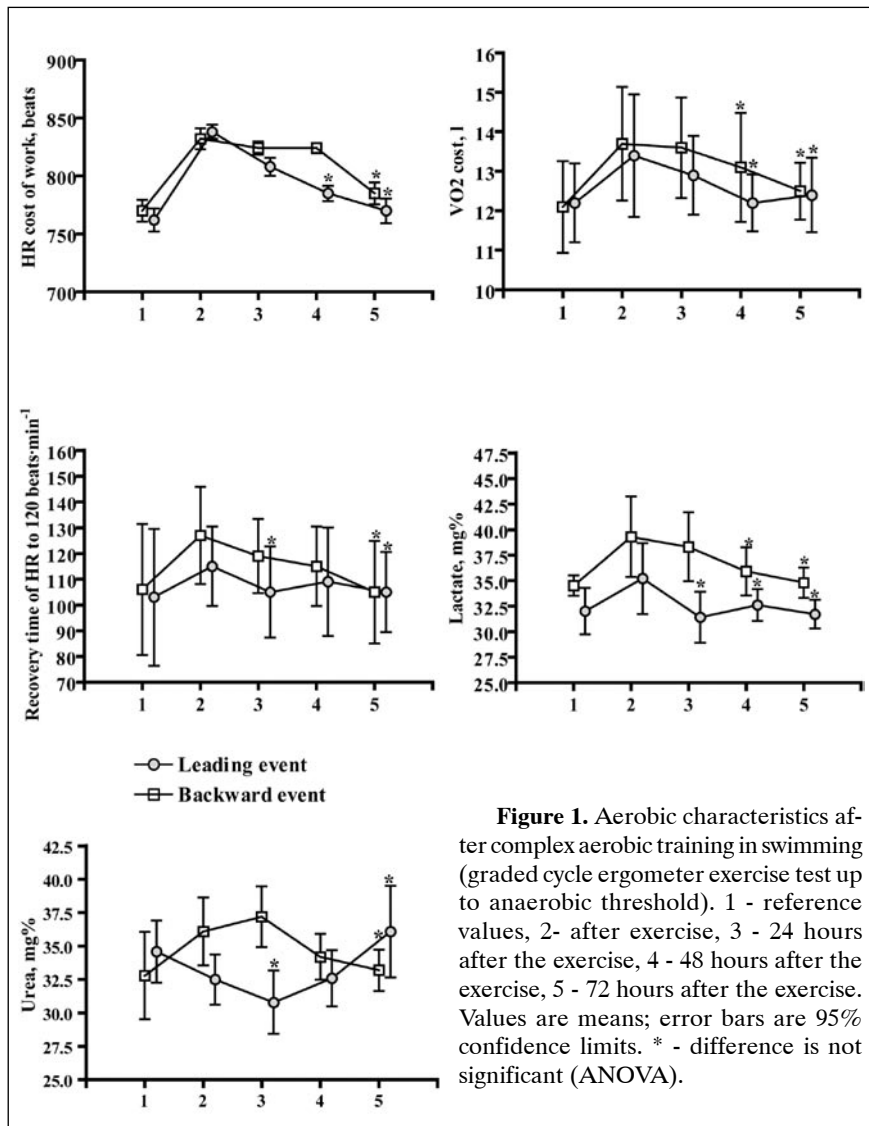 HR cost of work, beats
900
850
800
750
700
* * *
1 2 3 4 5
VO2 cost, l
16
15
14
13
12
11
10
* * * *
1 2 3 4 5
Recovery time of HR to 120 beats·min⁻¹
160
150
140
130
120
110
100
90
80
70
* * *
1 2 3 4 5
Lactate, mg%
47.5
42.5
37.5
32.5
30.0
27.5
25.0
* * * * *
1 2 3 4 5
Leading event
Backward event
Urea, mg%
42.5
40.0
37.5
35.0
32.5
30.0
27.5
25.0
* * *
1 2 3 4 5
Figure 1. Aerobic characteristics af-
ter complex aerobic training in swimming
(graded cycle ergometer exercise test up
to anaerobic threshold). 1 - reference
values, 2- after exercise, 3 - 24 hours
after the exercise, 4 - 48 hours after the
exercise, 5 - 72 hours after the exercise.
Values are means; error bars are 95%
confidence limits. * - difference is not
significant (ANOVA).